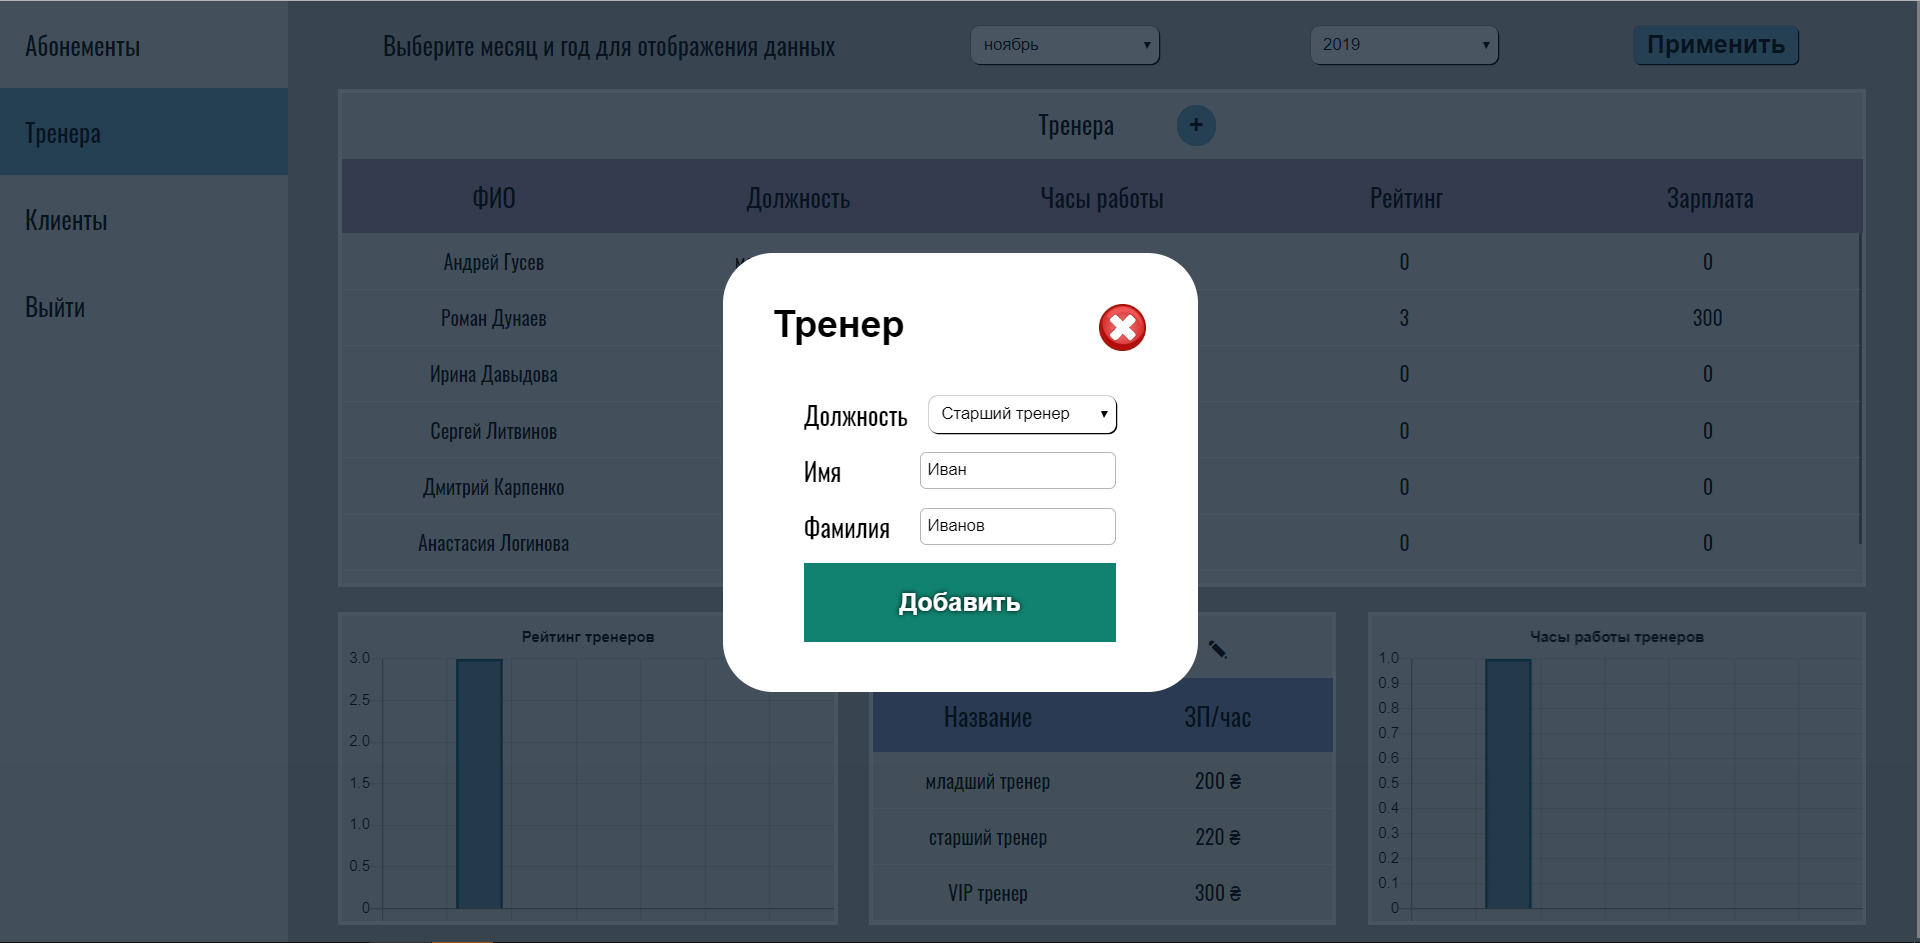 Абонементы
Тренера
Клиенты
Выйти
Выберите месяц и год для отображения данных
ноябрь
2019
Применить
Тренера +
ФИО Должность Часы работы Рейтинг Зарплата
Андрей Гусев 0 0
Роман Дунаев 3 300
Ирина Давыдова 0 0
Сергей Литвинов 0 0
Дмитрий Карпенко 0 0
Анастасия Логинова 0 0
Тренер
Должность Старший тренер
Имя Иван
Фамилия Иванов
Добавить
Рейтинг тренеров
3.0
2.5
2.0
1.5
1.0
0.5
0
Название ЗП/час
младший тренер 200 ₴
старший тренер 220 ₴
VIP тренер 300 ₴
Часы работы тренеров
1.0
0.9
0.8
0.7
0.6
0.5
0.4
0.3
0.2
0.1
0